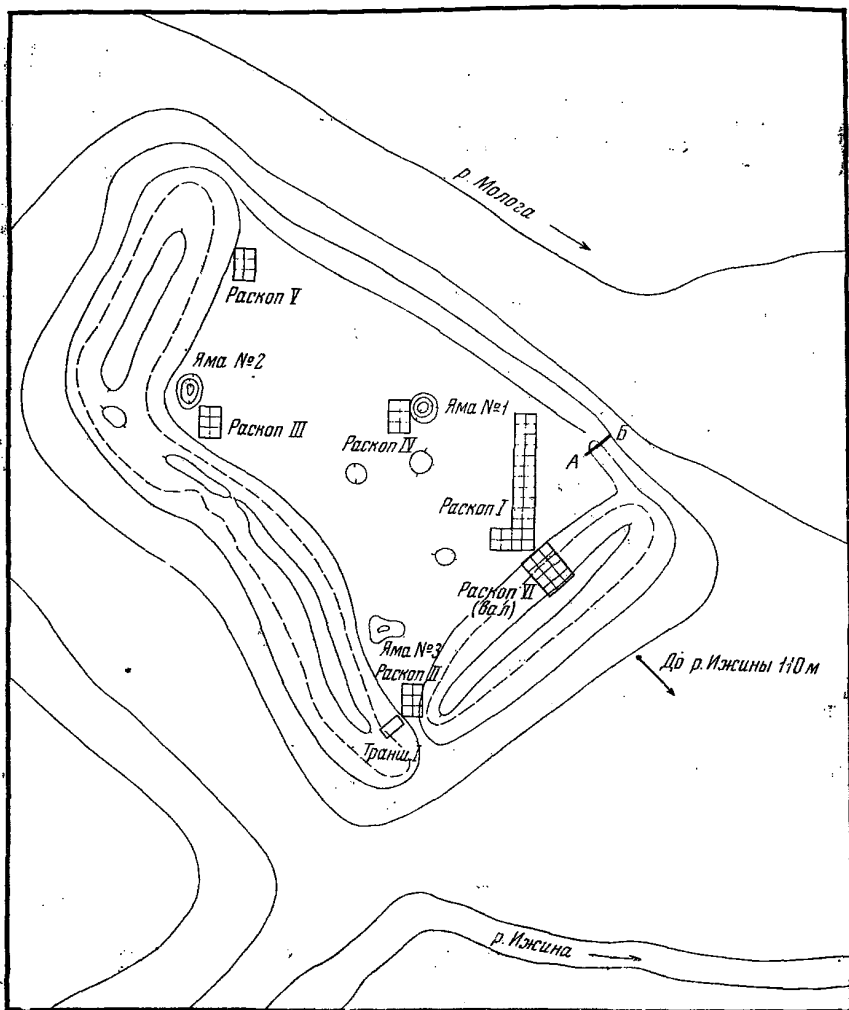 р. Молога
Раскоп V
Яма №2
Раскоп III
Яма №1
Раскоп IV
А
Б
Раскоп I
Раскоп VI
(вал)
Яма №3
Раскоп II
Транш. I
До р. Ижины 110 м
р. Ижина